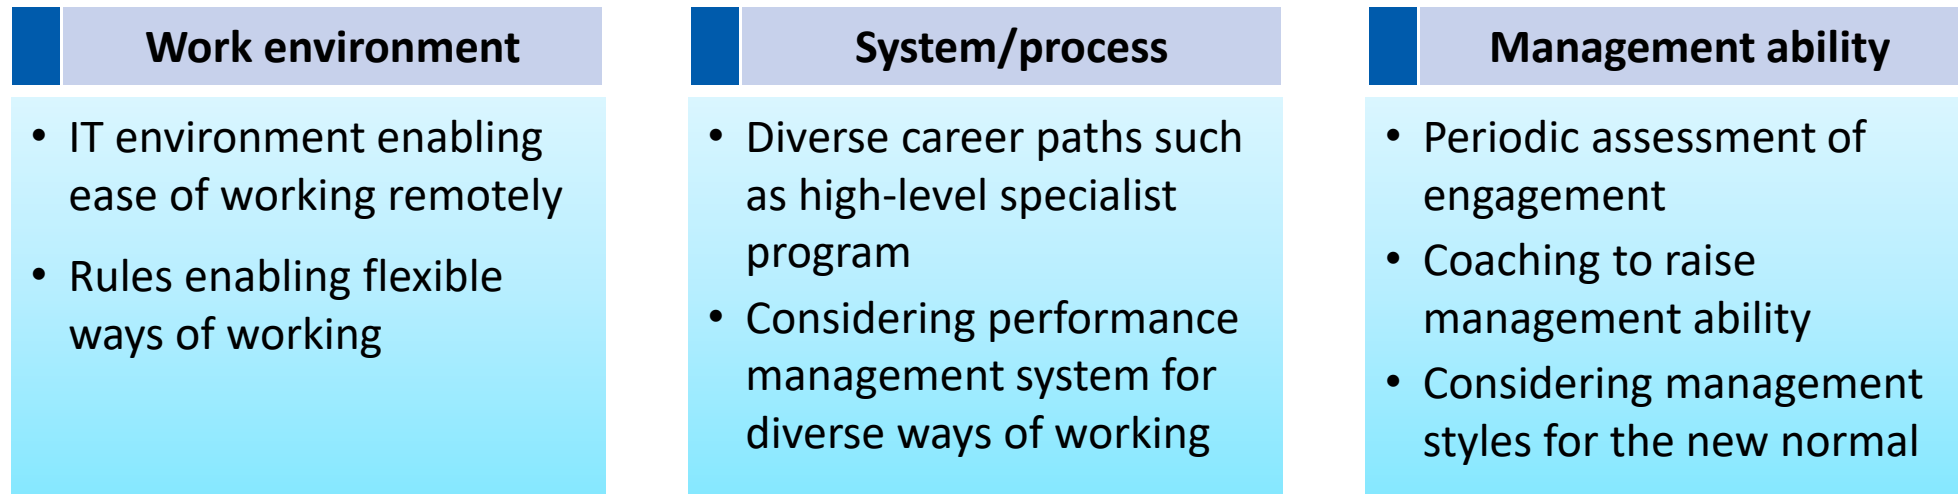 Work environment
• IT environment enabling
ease of working remotely
• Rules enabling flexible
ways of working
System/process
• Diverse career paths such
as high-level specialist
program
• Considering performance
management system for
diverse ways of working
Management ability
• Periodic assessment of
engagement
• Coaching to raise
management ability
• Considering management
styles for the new normal